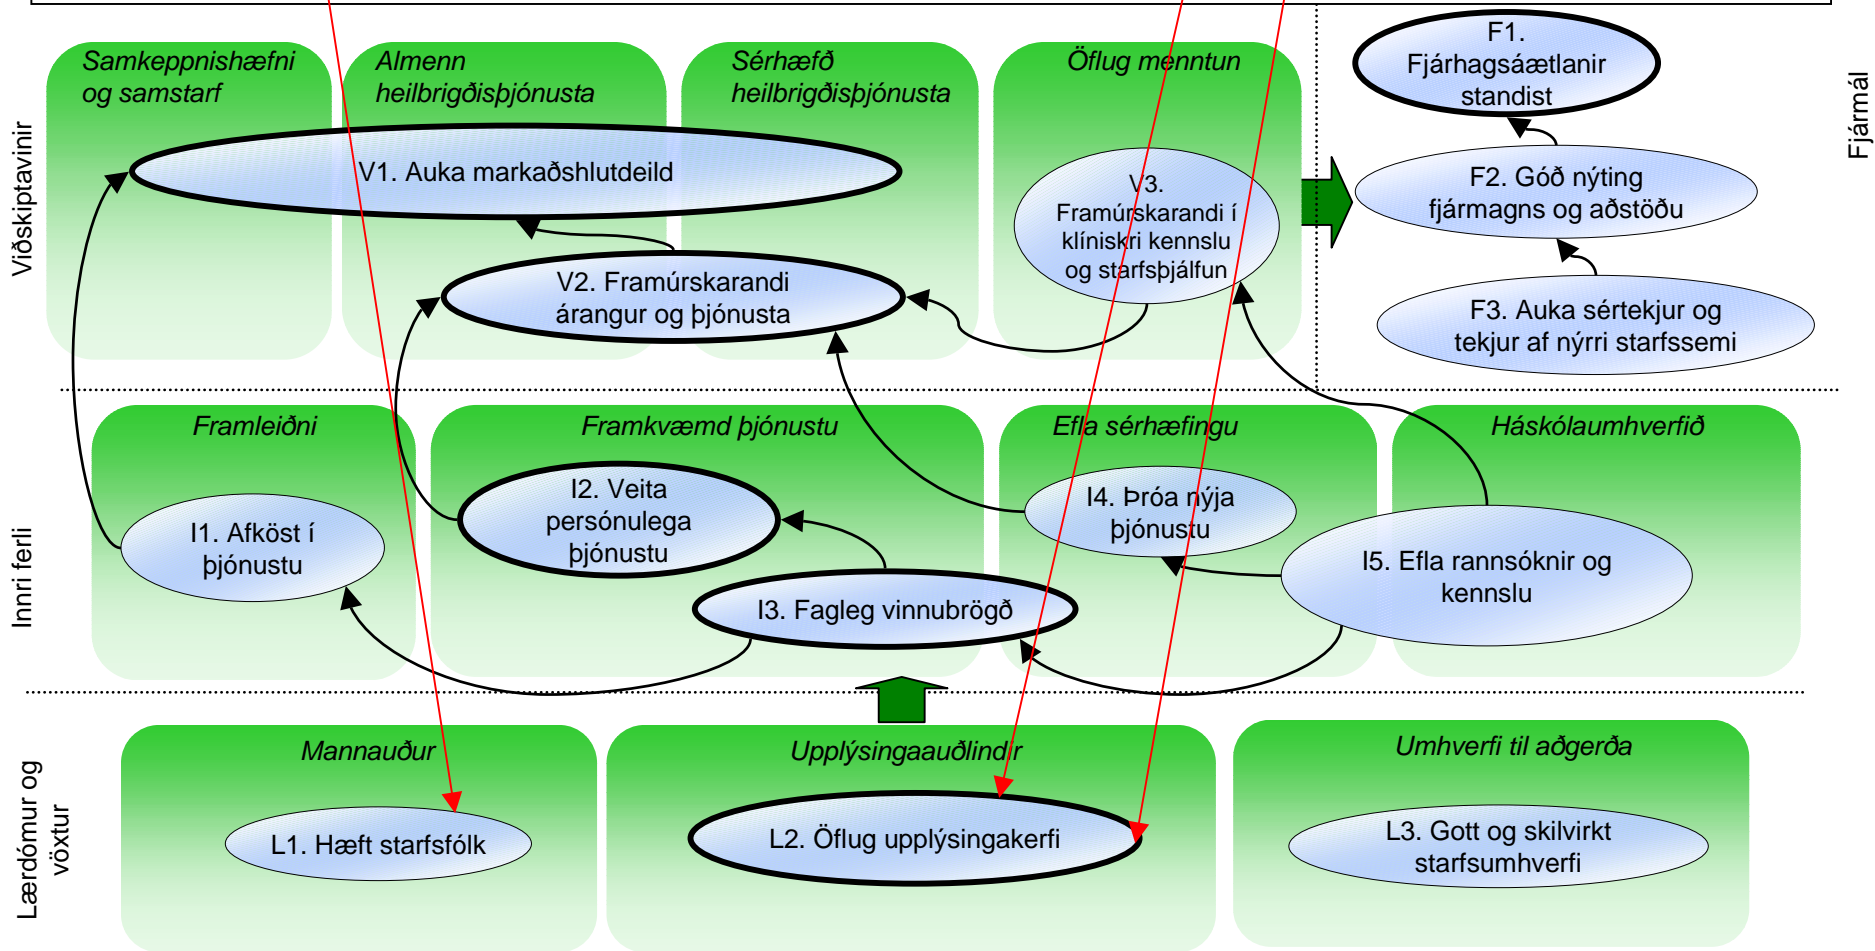 Samkeppnishæfni
og samstarf
Almenn
heilbrigðisþjónusta
Sérhæfð
heilbrigðisþjónusta
Öflug menntun
F1.
Fjárhagsáætlanir
standist
Fjármál
Viðskiptavinir
V1. Auka markaðshlutdeild
V3.
Framúrskarandi í
klíniskri kennslu
og starfsþjálfun
F2. Góð nýting
fjármagns og aðstöðu
V2. Framúrskarandi
árangur og þjónusta
F3. Auka sértekjur og
tekjur af nýrri starfssemi
Framleiðni
Framkvæmd þjónustu
Efla sérhæfingu
Háskólaumhverfið
Innri ferli
I1. Afköst í
þjónustu
I2. Veita
persónulega
þjónustu
I4. Þróa nýja
þjónustu
I5. Efla rannsóknir og
kennslu
I3. Fagleg vinnubrögð
Lærdómur og
vöxtur
Mannauður
Upplýsingaauðlindir
Umhverfi til aðgerða
L1. Hæft starfsfólk
L2. Öflug upplýsingakerfi
L3. Gott og skilvirkt
starfsumhverfi